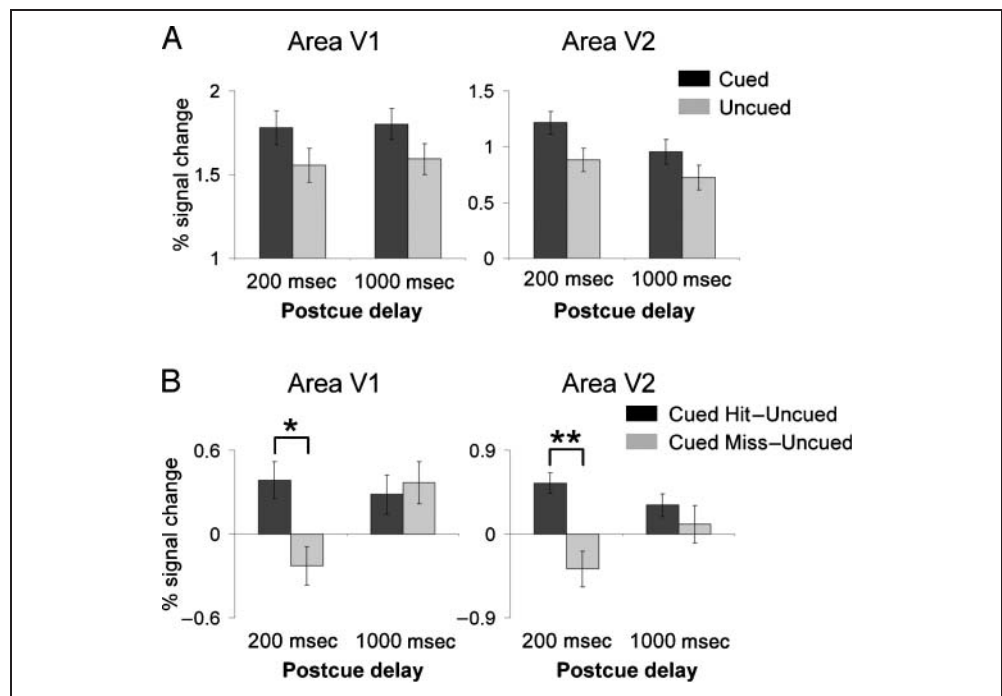 A
Area V1
Area V2
Cued
Uncued
% signal change
2
1.5
1
1.5
1
0.5
0
200 msec
1000 msec
200 msec
1000 msec
Postcue delay
Postcue delay
B
Area V1
Area V2
Cued Hit–Uncued
Cued Miss–Uncued
*
**
% signal change
0.6
0
–0.6
0.9
0
–0.9
200 msec
1000 msec
200 msec
1000 msec
Postcue delay
Postcue delay